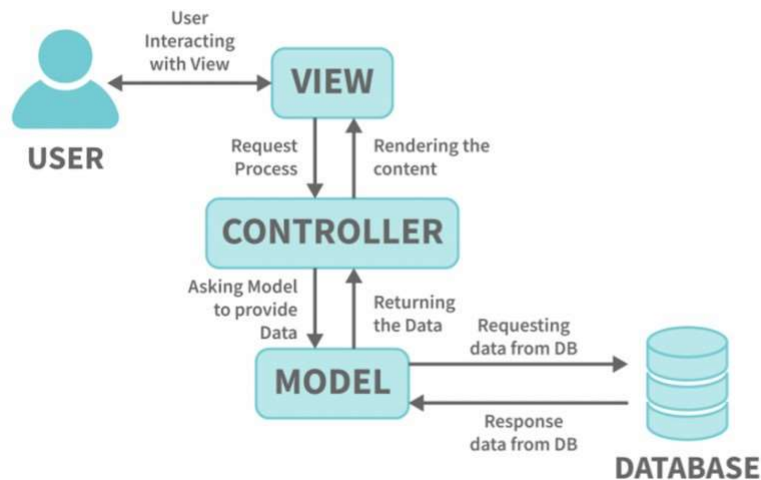 User
Interacting
with View
VIEW
USER
Request
Process
Rendering the
content
CONTROLLER
Asking Model
to provide
Data
Returning
the Data
Requesting
data from DB
MODEL
Response
data from DB
DATABASE